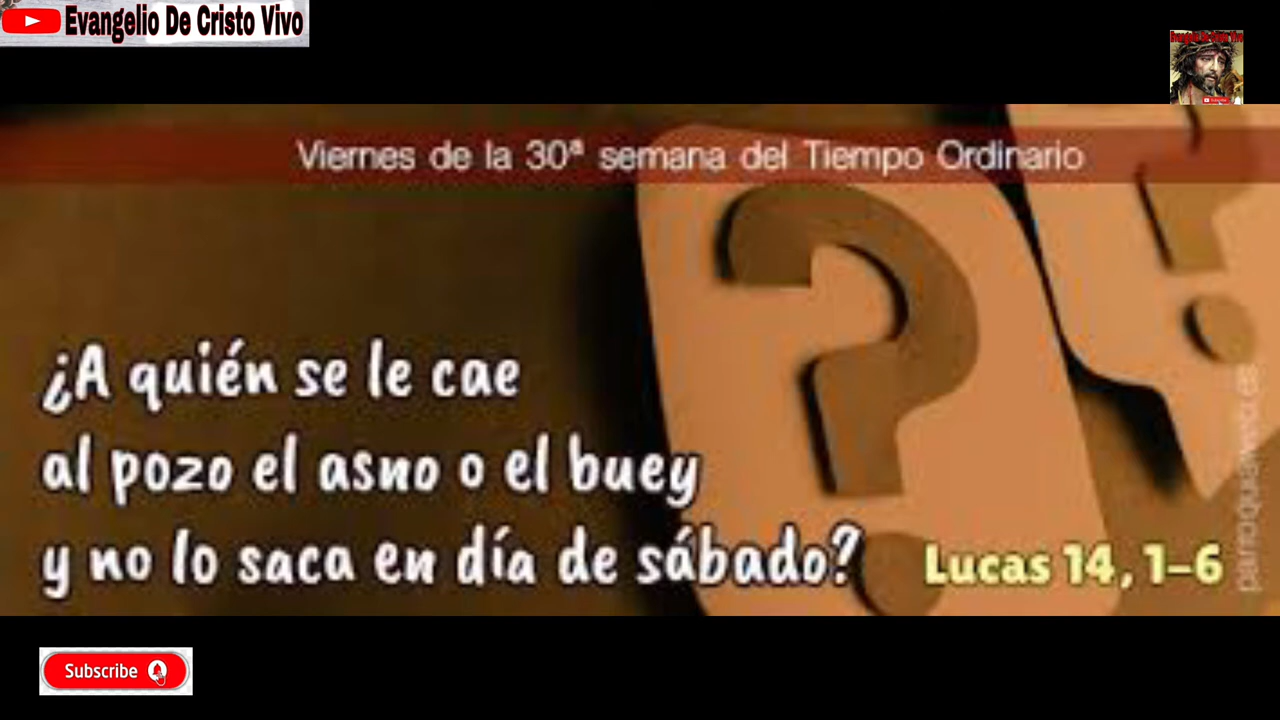 Evangelio De Cristo Vivo
Viernes de la 30ª semana del Tiempo Ordinario
¿A quién se le cae
al pozo el asno o el buey
y no lo saca en día de sábado?
Lucas 14, 1-6
Subscribe